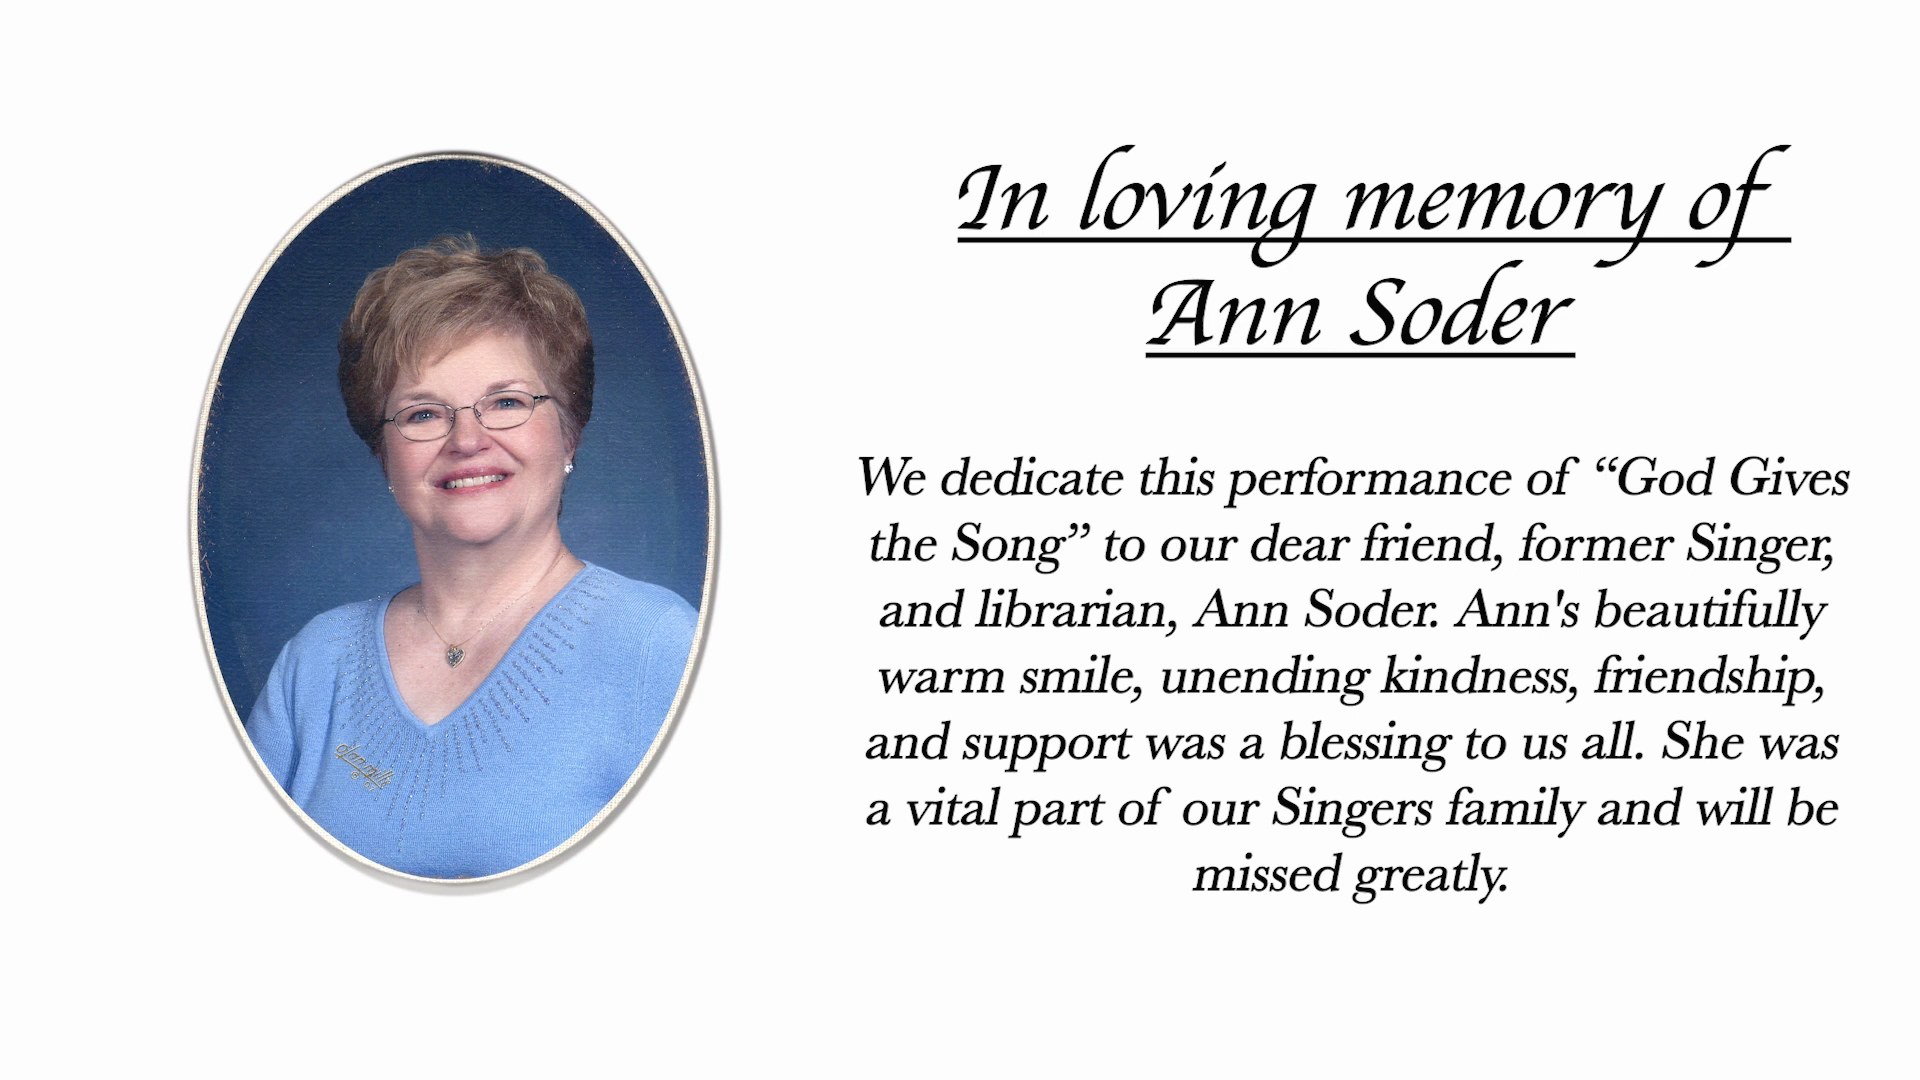 In loving memory of
Ann Soder
We dedicate this performance of “God Gives
the Song” to our dear friend, former Singer,
and librarian, Ann Soder. Ann's beautifully
warm smile, unending kindness, friendship,
and support was a blessing to us all. She was
a vital part of our Singers family and will be
missed greatly.